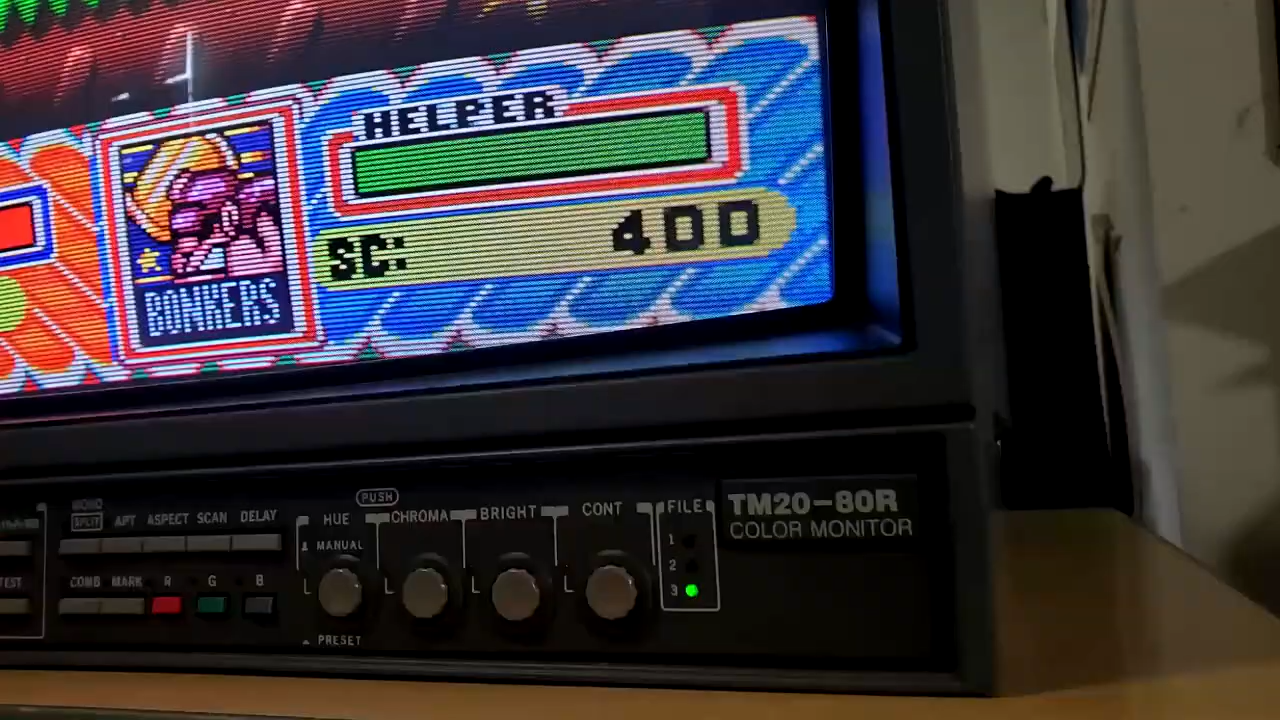 HELPER
SC: 400
BONKERS
PUSH
MONO
SPLIT APT ASPECT SCAN DELAY
HUE CHROMA BRIGHT CONT FILE
MANUAL
1
2
3
TEST COMB MARK R G B
PRESET
TM20-80R
COLOR MONITOR